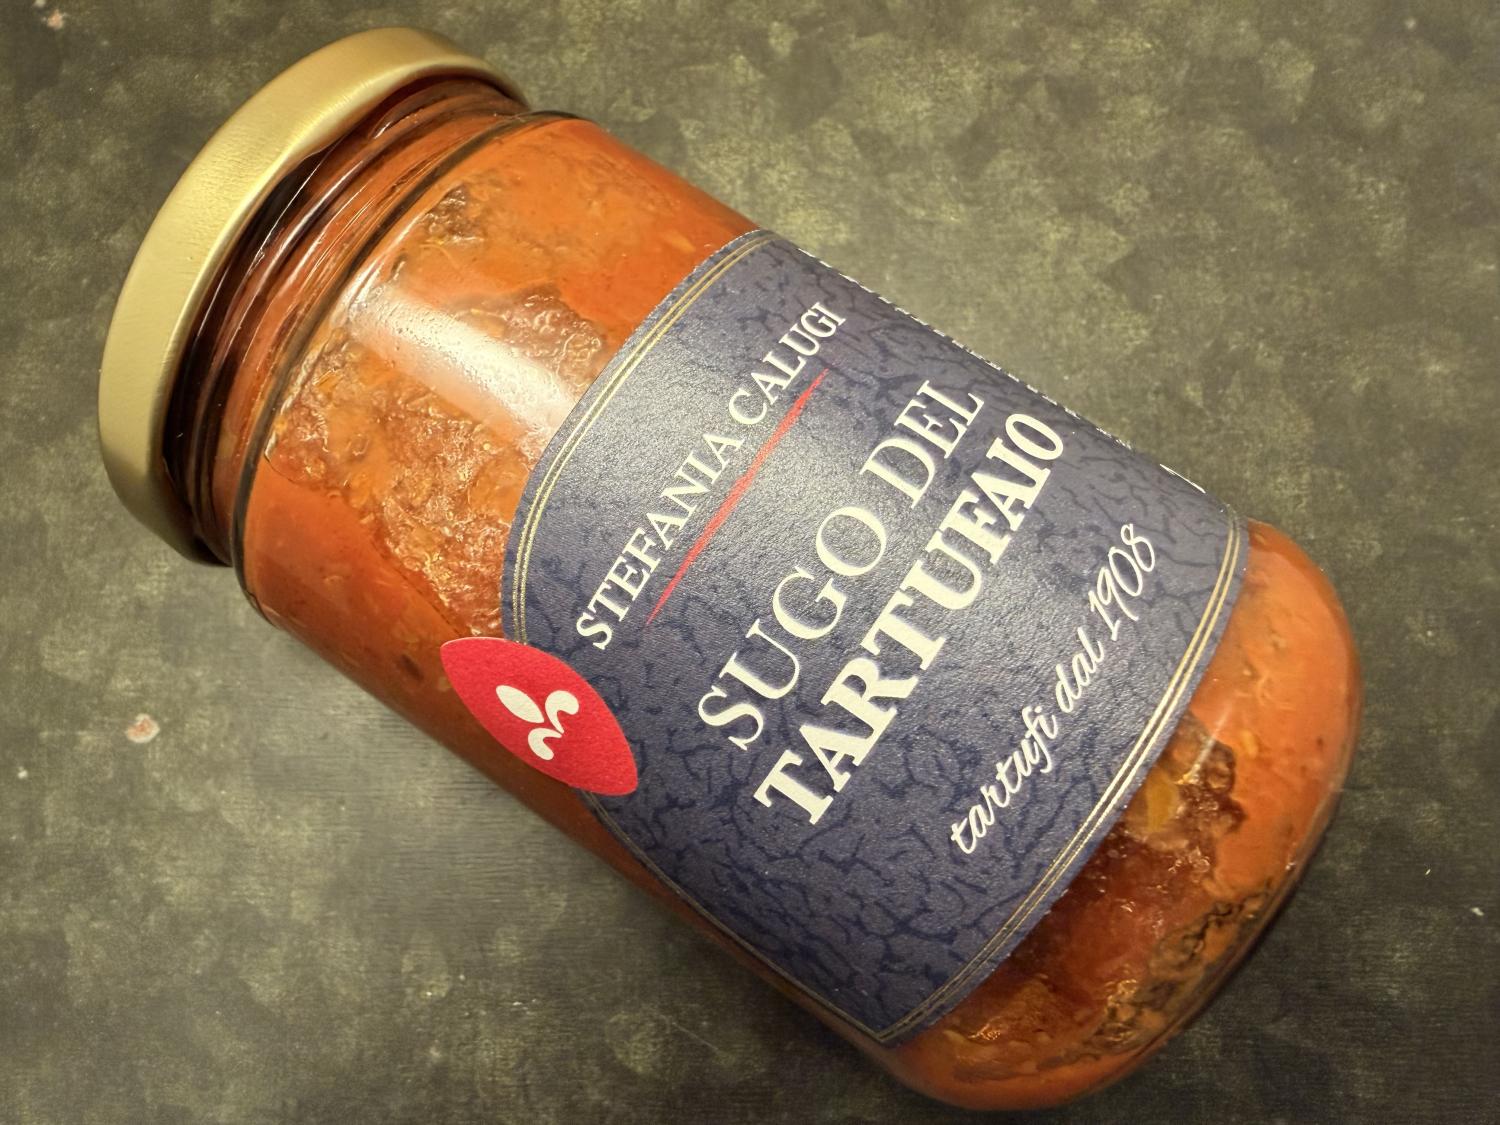 STEFANIA CALUGI
SUGO DEL
TARTUFAIO
tartufi dal 1908